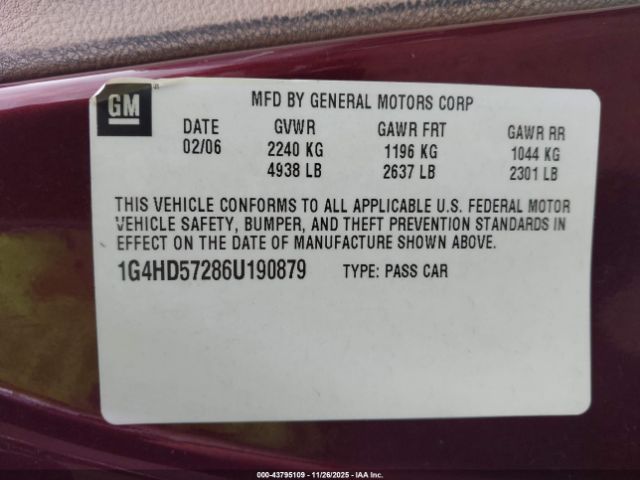 GM
MFD BY GENERAL MOTORS CORP
DATE GVWR GAWR FRT GAWR RR
02/06 2240 KG 1196 KG 1044 KG
4938 LB 2637 LB 2301 LB
THIS VEHICLE CONFORMS TO ALL APPLICABLE U.S. FEDERAL MOTOR
VEHICLE SAFETY, BUMPER, AND THEFT PREVENTION STANDARDS IN
EFFECT ON THE DATE OF MANUFACTURE SHOWN ABOVE.
1G4HD57286U190879 TYPE: PASS CAR
000-43795109 - 11/26/2025 - IAAI, Inc.